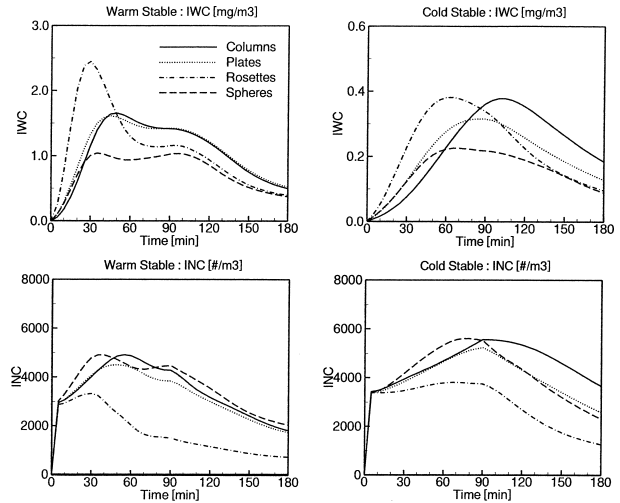 Warm Stable : IWC [mg/m3]
3.0
2.0
1.0
0.0
IWC
Columns
Plates
Rosettes
Spheres
0 30 60 90 120 150 180
Time [min]
Cold Stable : IWC [mg/m3]
0.6
0.4
0.2
0.0
IWC
0 30 60 90 120 150 180
Time [min]
Warm Stable : INC [#/m3]
8000
6000
4000
2000
0
INC
0 30 60 90 120 150 180
Time [min]
Cold Stable : INC [#/m3]
8000
6000
4000
2000
0
INC
0 30 60 90 120 150 180
Time [min]